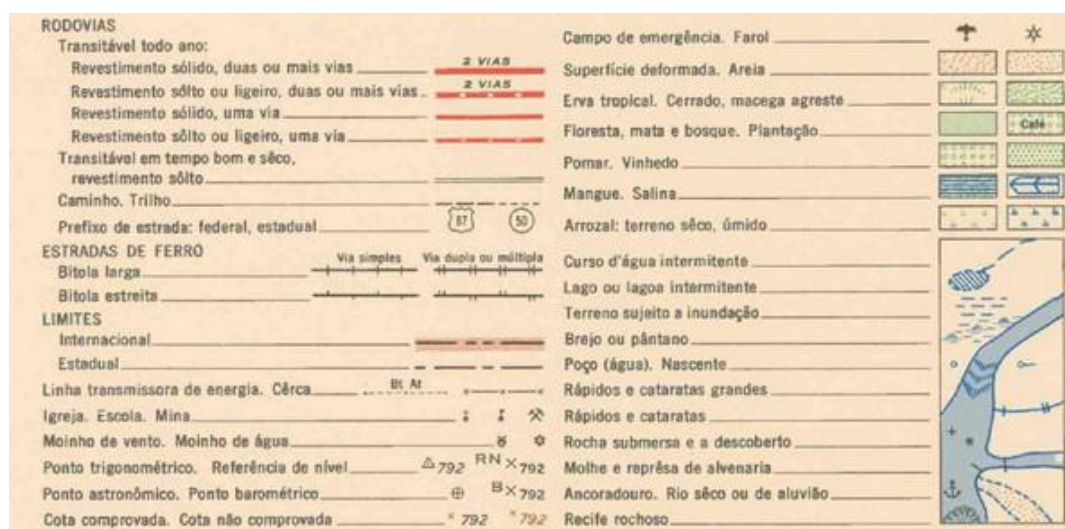 RODOVIAS
Transitável todo ano:
Revestimento sólido, duas ou mais vias 2 VIAS
Revestimento sôlto ou ligeiro, duas ou mais vias 2 VIAS
Revestimento sólido, uma via
Revestimento sôlto ou ligeiro, uma via
Transitável em tempo bom e sêco,
revestimento sôlto
Caminho. Trilho
Prefixo de estrada: federal, estadual 87 50
ESTRADAS DE FERRO
Via simples Via dupla ou múltipla
Bitola larga
Bitola estreita
LIMITES
Internacional
Estadual
Linha transmissora de energia. Cêrca Bt At
Igreja. Escola. Mina
Moinho de vento. Moinho de água
Ponto trigonométrico. Referência de nível 792 RN 792
Ponto astronômico. Ponto barométrico B 792
Cota comprovada. Cota não comprovada 792 792
Campo de emergência. Farol
Superfície deformada. Areia
Erva tropical. Cerrado, macega agreste
Floresta, mata e bosque. Plantação Café
Pomar. Vinhedo
Mangue. Salina
Arrozal: terreno sêco, úmido
Curso d'água intermitente
Lago ou lagoa intermitente
Terreno sujeito a inundação
Brejo ou pântano
Poço (água). Nascente
Rápidos e cataratas grandes
Rápidos e cataratas
Rocha submersa e a descoberto
Molhe e reprêsa de alvenaria
Ancoradouro. Rio sêco ou de aluvião
Recife rochoso